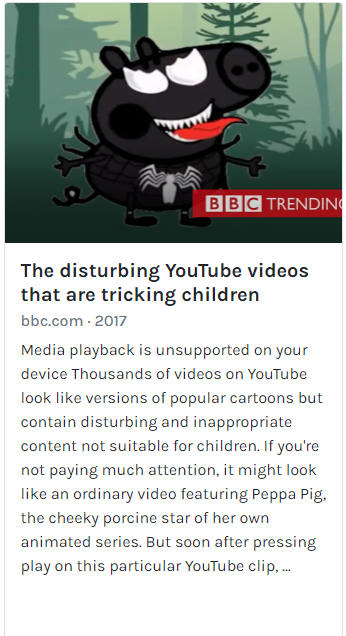 BBC TRENDING
The disturbing YouTube videos
that are tricking children
bbc.com · 2017
Media playback is unsupported on your
device Thousands of videos on YouTube
look like versions of popular cartoons but
contain disturbing and inappropriate
content not suitable for children. If you're
not paying much attention, it might look
like an ordinary video featuring Peppa Pig,
the cheeky porcine star of her own
animated series. But soon after pressing
play on this particular YouTube clip, ...